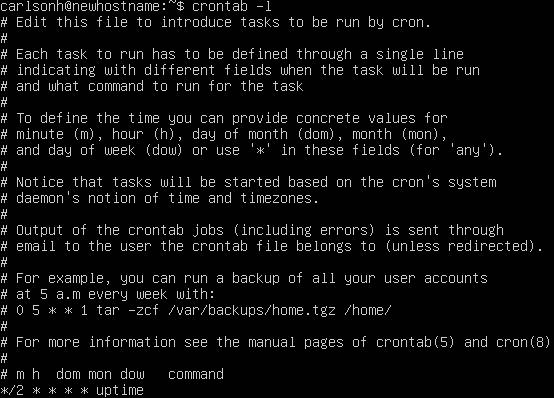 carlsonh@newhostname:~$ crontab -l
# Edit this file to introduce tasks to be run by cron.
#
# Each task to run has to be defined through a single line
# indicating with different fields when the task will be run
# and what command to run for the task
#
# To define the time you can provide concrete values for
# minute (m), hour (h), day of month (dom), month (mon),
# and day of week (dow) or use '*' in these fields (for 'any').
#
# Notice that tasks will be started based on the cron's system
# daemon's notion of time and timezones.
#
# Output of the crontab jobs (including errors) is sent through
# email to the user the crontab file belongs to (unless redirected).
#
# For example, you can run a backup of all your user accounts
# at 5 a.m every week with:
# 0 5 * * 1 tar -zcf /var/backups/home.tgz /home/
#
# For more information see the manual pages of crontab(5) and cron(8)
#
# m h  dom mon dow   command
*/2 * * * * uptime